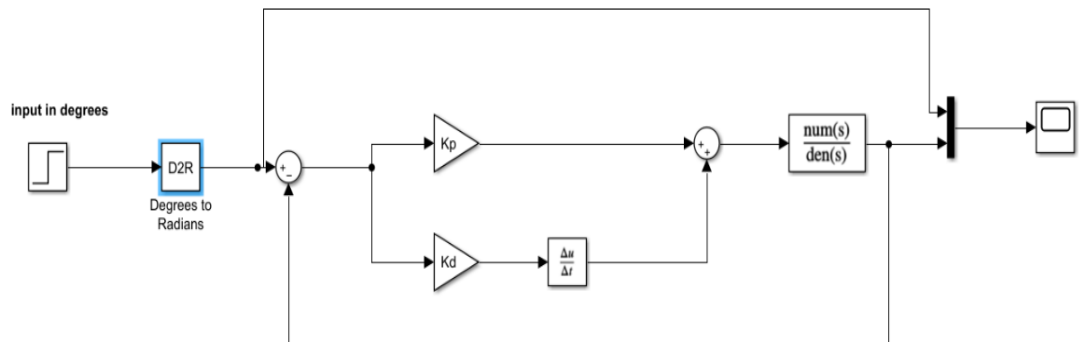 input in degrees
D2R
Degrees to
Radians
+
−
Kp
Kd
Δu
Δt
+
+
num(s)
den(s)